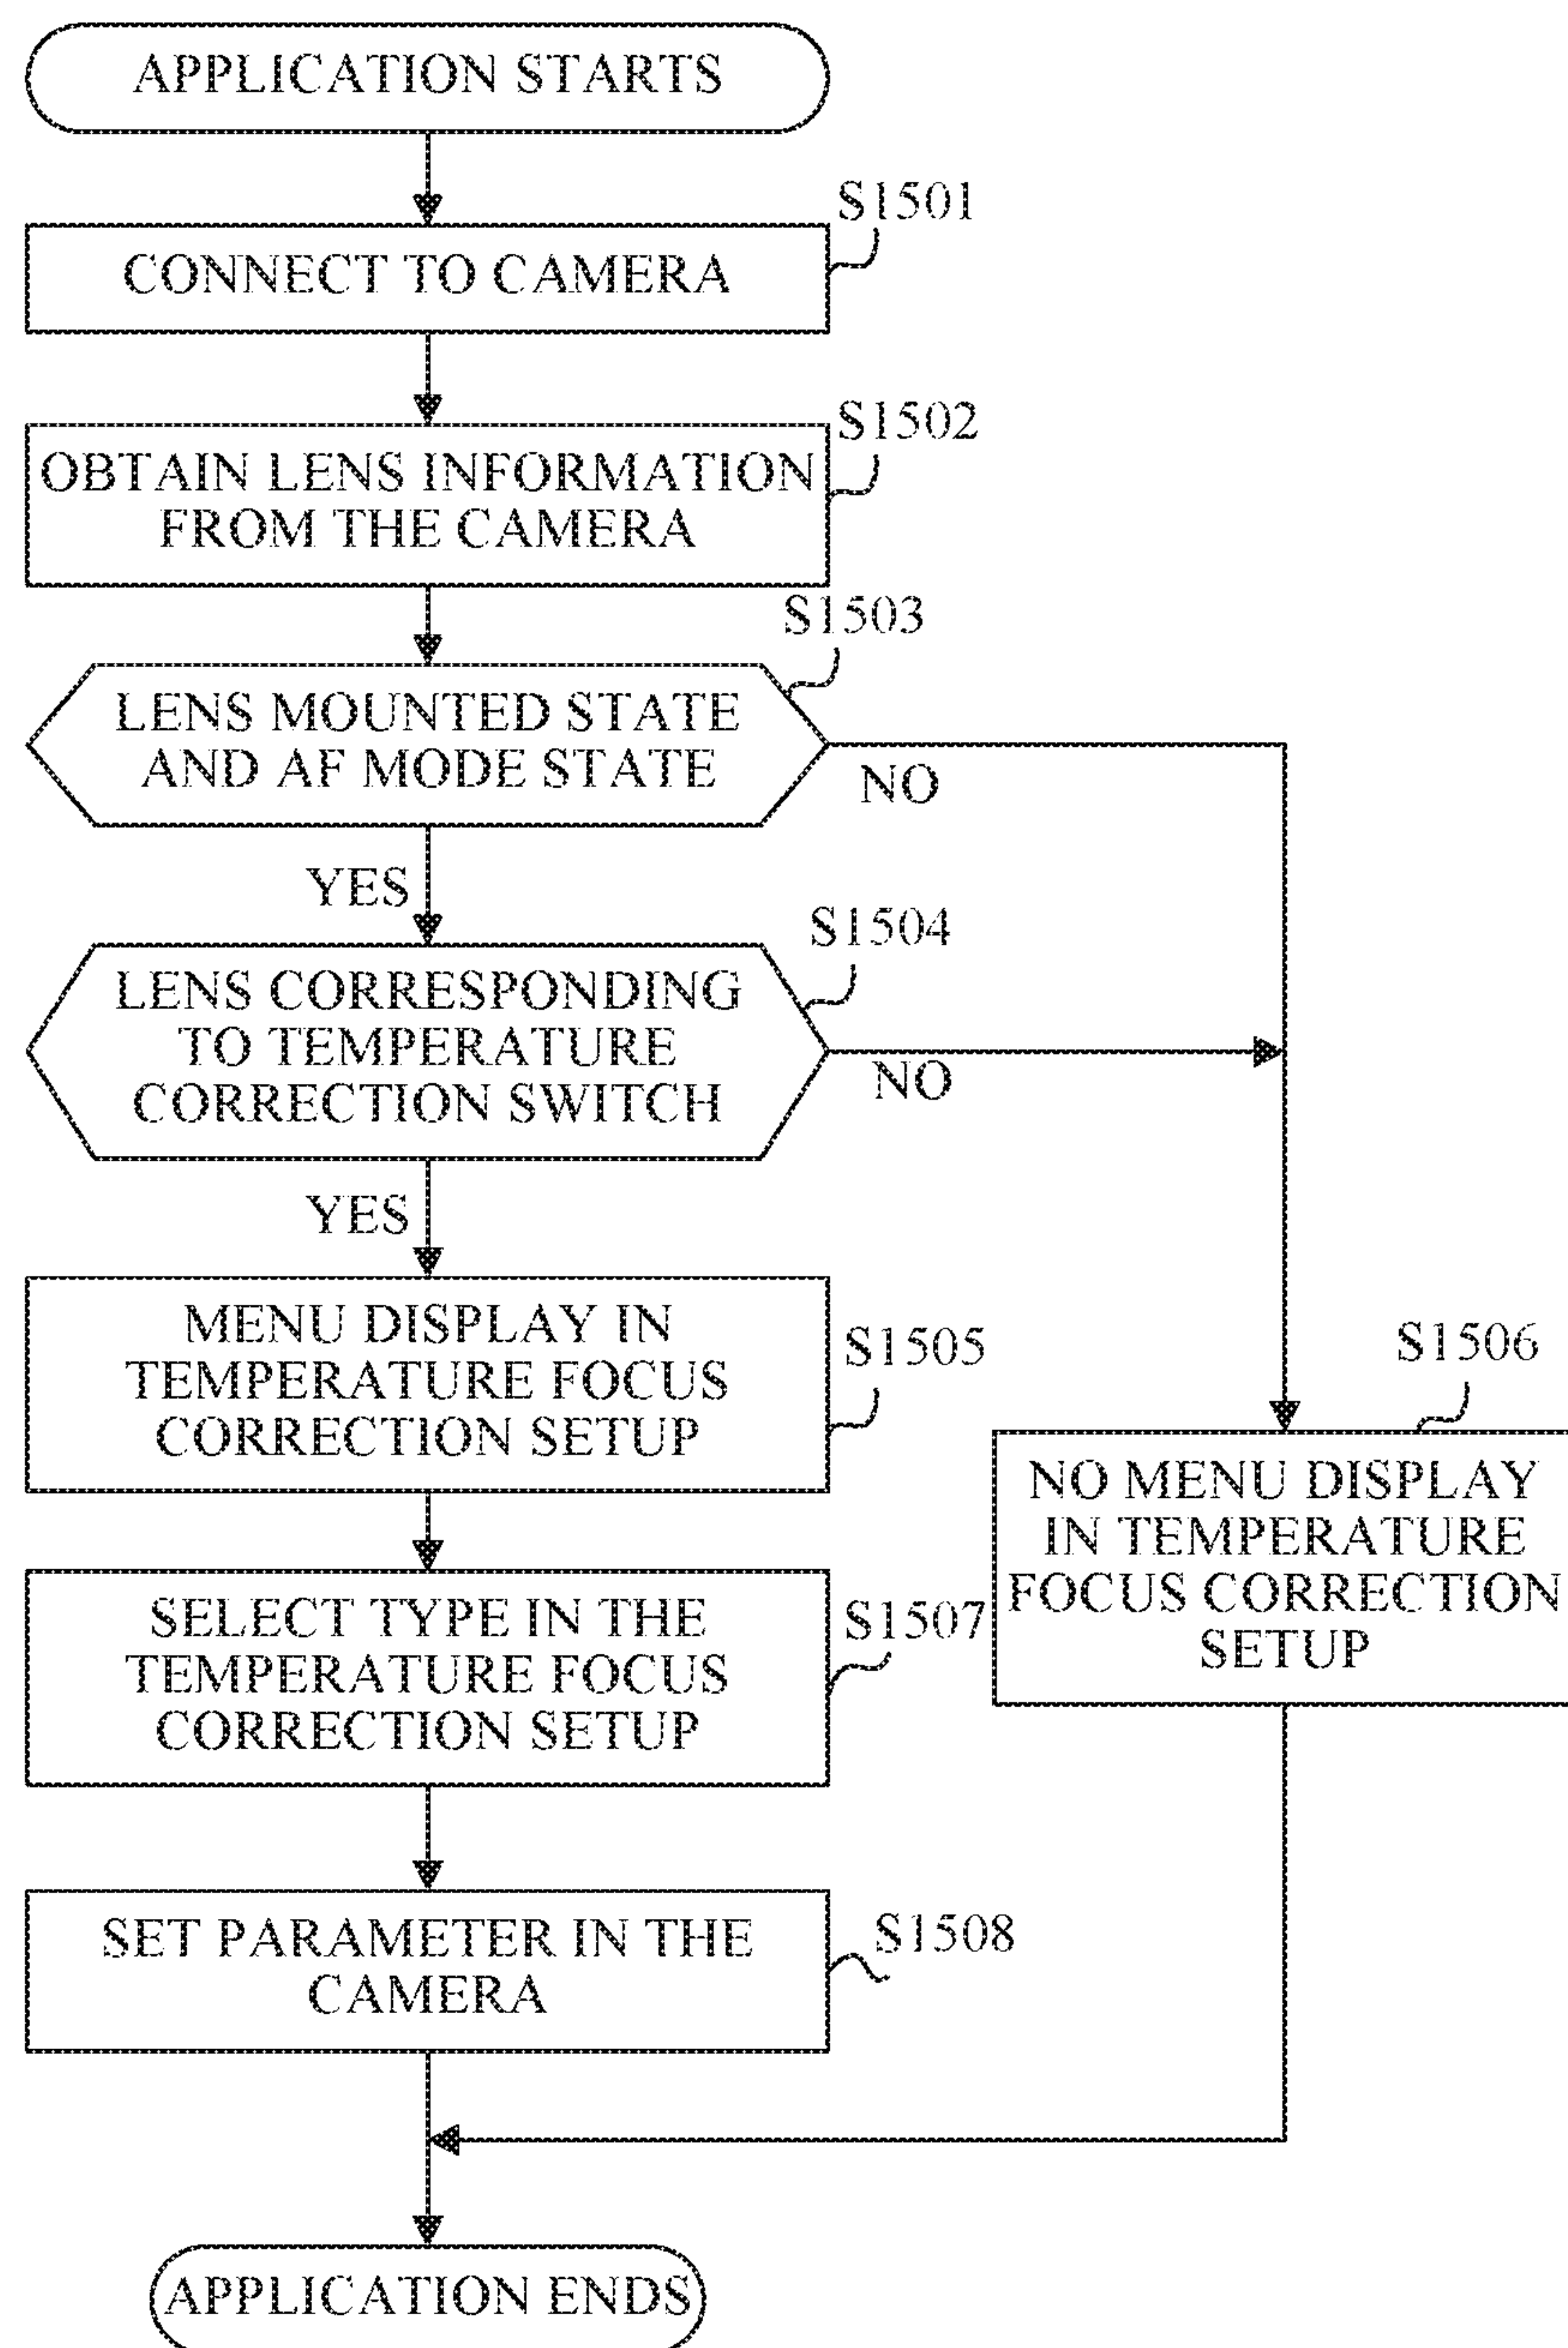 APPLICATION STARTS
S1501
CONNECT TO CAMERA
S1502
OBTAIN LENS INFORMATION
FROM THE CAMERA
S1503
LENS MOUNTED STATE
AND AF MODE STATE
NO
YES
S1504
LENS CORRESPONDING
TO TEMPERATURE
CORRECTION SWITCH
NO
YES
MENU DISPLAY IN
TEMPERATURE FOCUS
CORRECTION SETUP
S1505
S1506
NO MENU DISPLAY
IN TEMPERATURE
FOCUS CORRECTION
SETUP
SELECT TYPE IN THE
TEMPERATURE FOCUS
CORRECTION SETUP
S1507
SET PARAMETER IN THE
CAMERA
S1508
APPLICATION ENDS